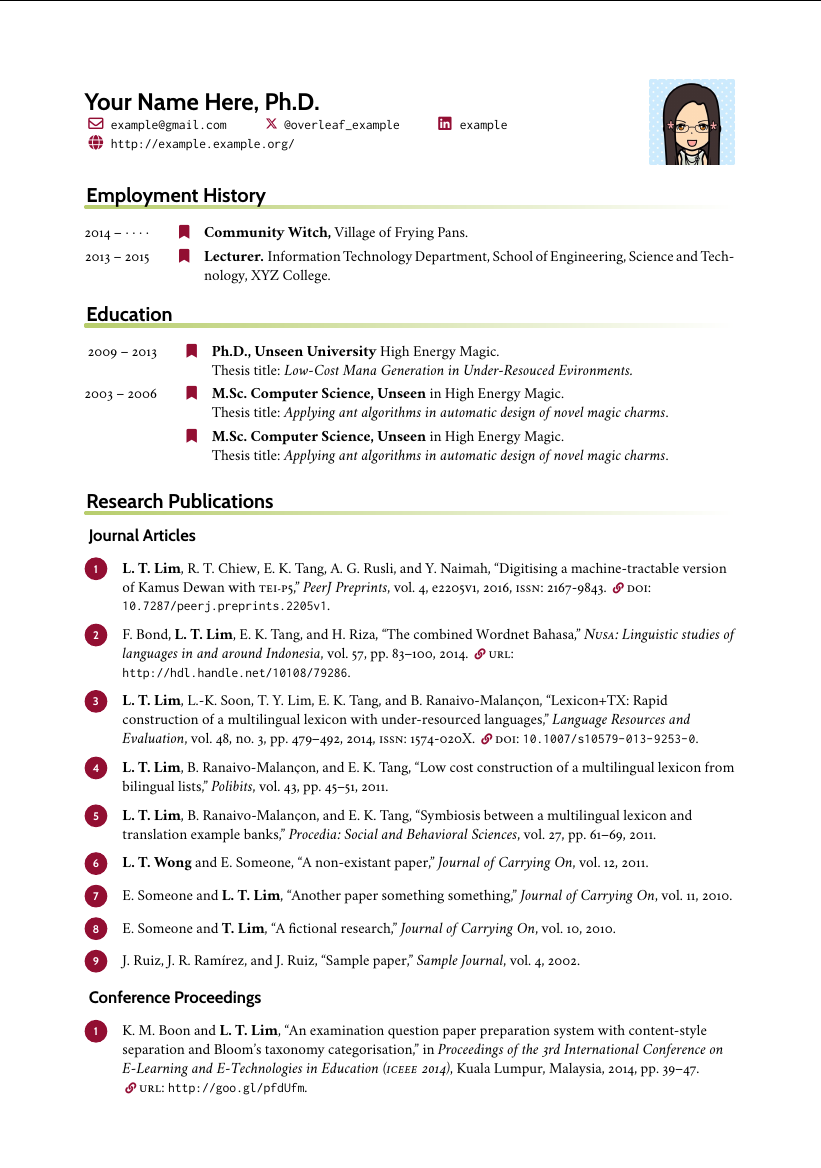 Your Name Here, Ph.D.
example@gmail.com @overleaf_example example
http://example.example.org/
Employment History
2014 – · · · · Community Witch, Village of Frying Pans.
2013 – 2015 Lecturer. Information Technology Department, School of Engineering, Science and Tech-
nology, XYZ College.
Education
2009 – 2013 Ph.D., Unseen University High Energy Magic.
Thesis title: Low-Cost Mana Generation in Under-Resouced Evironments.
2003 – 2006 M.Sc. Computer Science, Unseen in High Energy Magic.
Thesis title: Applying ant algorithms in automatic design of novel magic charms.
M.Sc. Computer Science, Unseen in High Energy Magic.
Thesis title: Applying ant algorithms in automatic design of novel magic charms.
Research Publications
Journal Articles
1 L. T. Lim, R. T. Chiew, E. K. Tang, A. G. Rusli, and Y. Naimah, “Digitising a machine-tractable version
of Kamus Dewan with TEI-P5,” PeerJ Preprints, vol. 4, e2205v1, 2016, ISSN: 2167-9843. DOI:
10.7287/peerj.preprints.2205v1.
2 F. Bond, L. T. Lim, E. K. Tang, and H. Riza, “The combined Wordnet Bahasa,” NUSA: Linguistic studies of
languages in and around Indonesia, vol. 57, pp. 83–100, 2014. URL:
http://hdl.handle.net/10108/79286.
3 L. T. Lim, L.-K. Soon, T. Y. Lim, E. K. Tang, and B. Ranaivo-Malançon, “Lexicon+TX: Rapid
construction of a multilingual lexicon with under-resourced languages,” Language Resources and
Evaluation, vol. 48, no. 3, pp. 479–492, 2014, ISSN: 1574-020X. DOI: 10.1007/s10579-013-9253-0.
4 L. T. Lim, B. Ranaivo-Malançon, and E. K. Tang, “Low cost construction of a multilingual lexicon from
bilingual lists,” Polibits, vol. 43, pp. 45–51, 2011.
5 L. T. Lim, B. Ranaivo-Malançon, and E. K. Tang, “Symbiosis between a multilingual lexicon and
translation example banks,” Procedia: Social and Behavioral Sciences, vol. 27, pp. 61–69, 2011.
6 L. T. Wong and E. Someone, “A non-existant paper,” Journal of Carrying On, vol. 12, 2011.
7 E. Someone and L. T. Lim, “Another paper something something,” Journal of Carrying On, vol. 11, 2010.
8 E. Someone and T. Lim, “A fictional research,” Journal of Carrying On, vol. 10, 2010.
9 J. Ruiz, J. R. Ramírez, and J. Ruiz, “Sample paper,” Sample Journal, vol. 4, 2002.
Conference Proceedings
1 K. M. Boon and L. T. Lim, “An examination question paper preparation system with content-style
separation and Bloom’s taxonomy categorisation,” in Proceedings of the 3rd International Conference on
E-Learning and E-Technologies in Education (ICEEE 2014), Kuala Lumpur, Malaysia, 2014, pp. 39–47.
URL: http://goo.gl/pfdUfm.